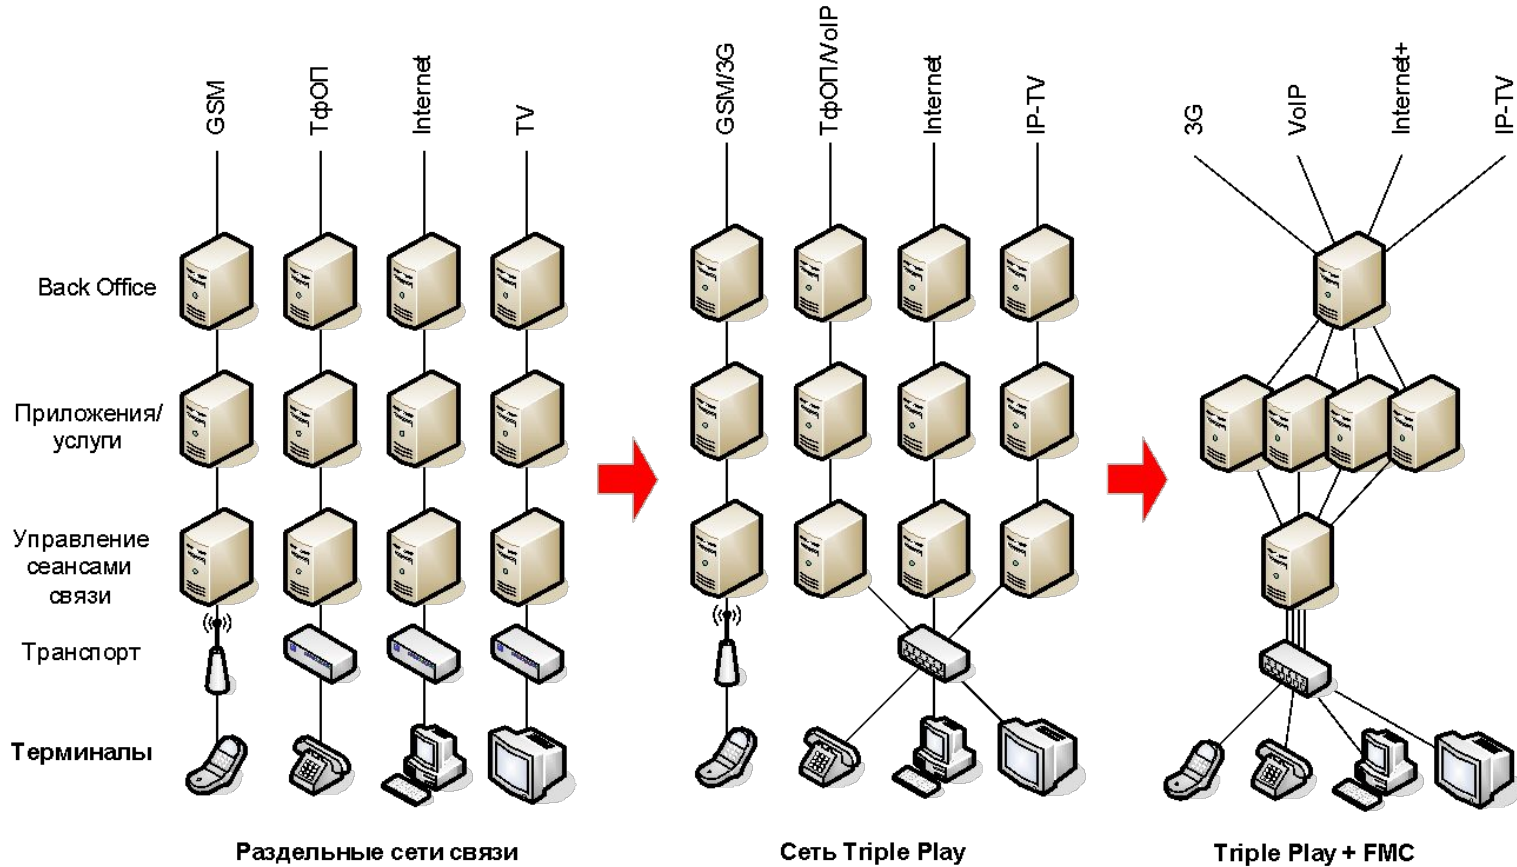 GSM
ТфОП
Internet
TV
GSM/3G
ТфОП/VoIP
Internet
IP-TV
3G
VoIP
Internet+
IP-TV
Back Office
Приложения/
услуги
Управление
сеансами
связи
Транспорт
Терминалы
Раздельные сети связи
Сеть Triple Play
Triple Play + FMC